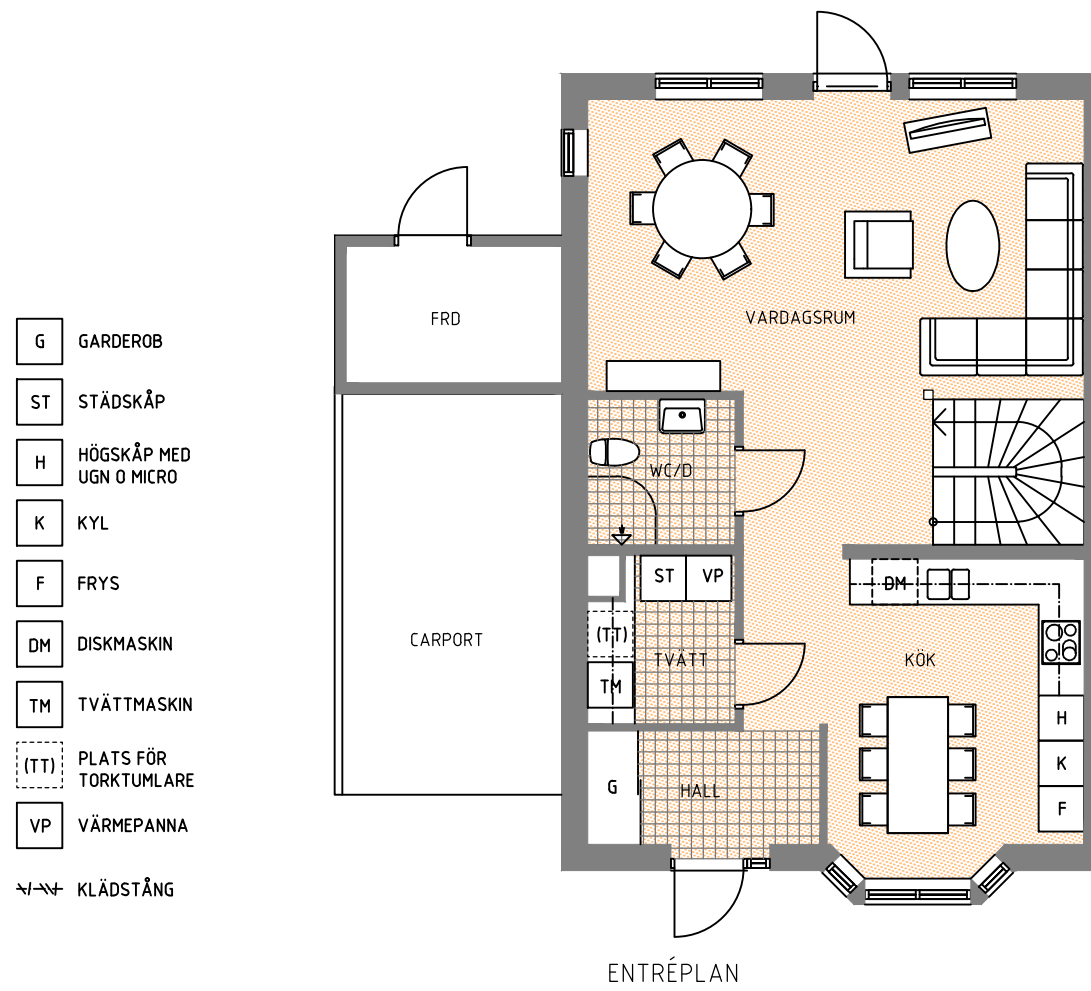 G GARDEROB
ST STÄDSKÅP
H HÖGSKÅP MED
UGN O MICRO
K KYL
F FRYS
DM DISKMASKIN
TM TVÄTTMASKIN
(TT) PLATS FÖR
TORKTUMLARE
VP VÄRMEPANNA
KLÄDSTÅNG
FRD
CARPORT
VARDAGSRUM
WC/D
ST VP
(TT)
TVÄTT
TM
G
HALL
DM
KÖK
H
K
F
ENTRÉPLAN